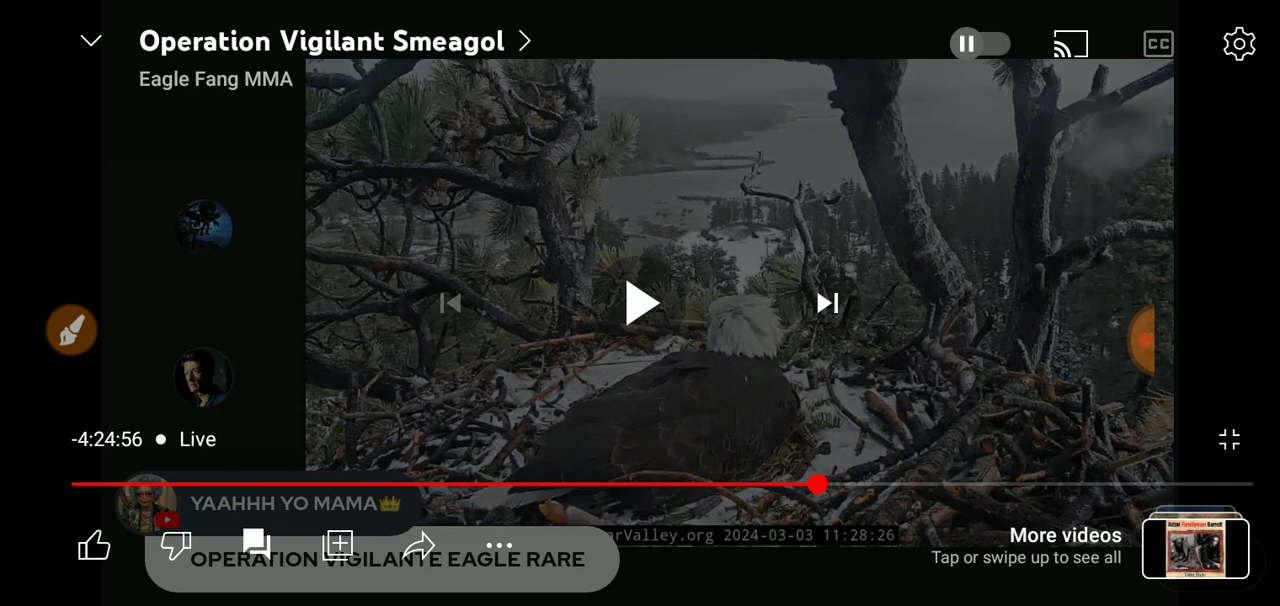 Operation Vigilant Smeagol
Eagle Fang MMA
CC
-4:24:56 ● Live
YAAHHH YO MAMA👑
arValley.org 2024-03-03 11:28:26
OPERATION VIGILANTE EAGLE RARE
More videos
Tap or swipe up to see all